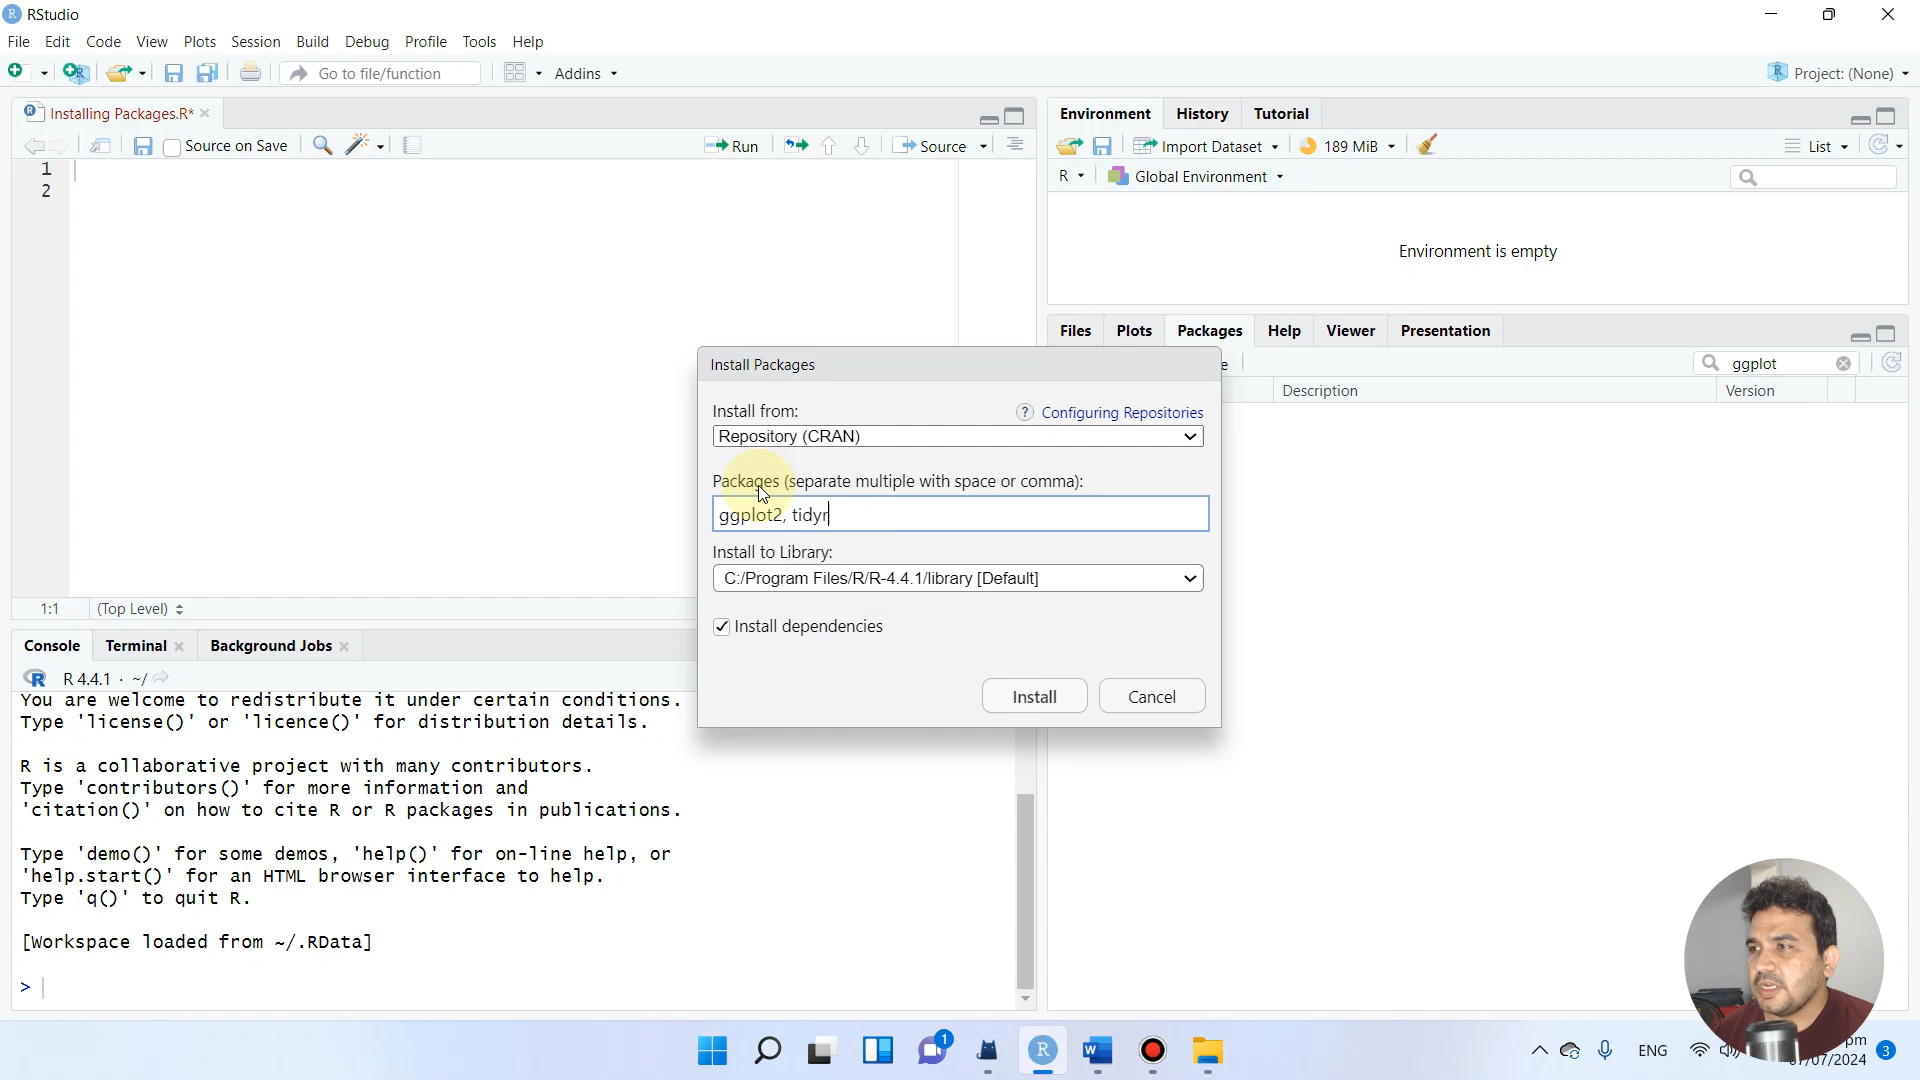 RStudio
File Edit Code View Plots Session Build Debug Profile Tools Help
Go to file/function Addins Project: (None)
Installing Packages.R*
Source on Save Run Source
1
2
1:1 (Top Level)
Environment History Tutorial
Import Dataset 189 MiB List
R Global Environment
Environment is empty
Files Plots Packages Help Viewer Presentation
e ggplot
Description Version
Install Packages
Install from: ? Configuring Repositories
Repository (CRAN)
Packages (separate multiple with space or comma):
ggplot2, tidyr
Install to Library:
C:/Program Files/R/R-4.4.1/library [Default]
Install dependencies
Install Cancel
Console Terminal Background Jobs
R 4.4.1 · ~/
You are welcome to redistribute it under certain conditions.
Type 'license()' or 'licence()' for distribution details.
R is a collaborative project with many contributors.
Type 'contributors()' for more information and
'citation()' on how to cite R or R packages in publications.
Type 'demo()' for some demos, 'help()' for on-line help, or
'help.start()' for an HTML browser interface to help.
Type 'q()' to quit R.
[Workspace loaded from ~/.RData]
>
1 ENG pm
07/07/2024 3